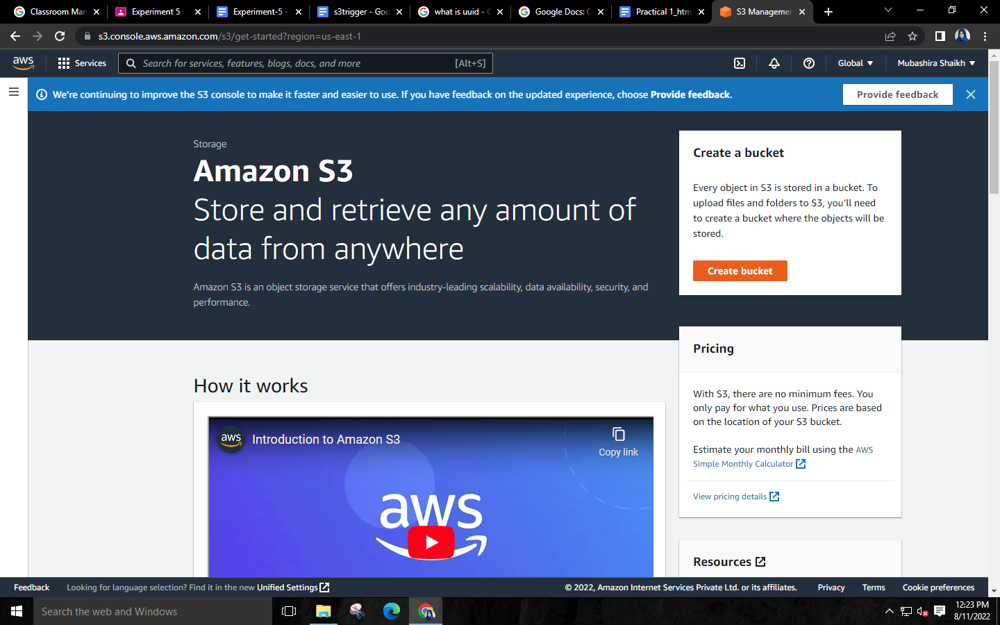 Classroom Man
Experiment 5
Experiment-5 -
s3trigger - Goo
what is uuid - G
Google Docs: C
Practical 1_htm
S3 Managemen
s3.console.aws.amazon.com/s3/get-started?region=us-east-1
aws
Services
Search for services, features, blogs, docs, and more
[Alt+S]
Global
Mubashira Shaikh
We're continuing to improve the S3 console to make it faster and easier to use. If you have feedback on the updated experience, choose Provide feedback.
Provide feedback
Storage
Amazon S3
Store and retrieve any amount of
data from anywhere
Amazon S3 is an object storage service that offers industry-leading scalability, data availability, security, and
performance.
Create a bucket
Every object in S3 is stored in a bucket. To
upload files and folders to S3, you'll need
to create a bucket where the objects will be
stored.
Create bucket
Pricing
With S3, there are no minimum fees. You
only pay for what you use. Prices are based
on the location of your S3 bucket.
Estimate your monthly bill using the AWS
Simple Monthly Calculator
View pricing details
Resources
How it works
aws
Introduction to Amazon S3
Copy link
aws
Feedback
Looking for language selection? Find it in the new Unified Settings
© 2022, Amazon Internet Services Private Ltd. or its affiliates.
Privacy
Terms
Cookie preferences
Search the web and Windows
12:23 PM
8/11/2022